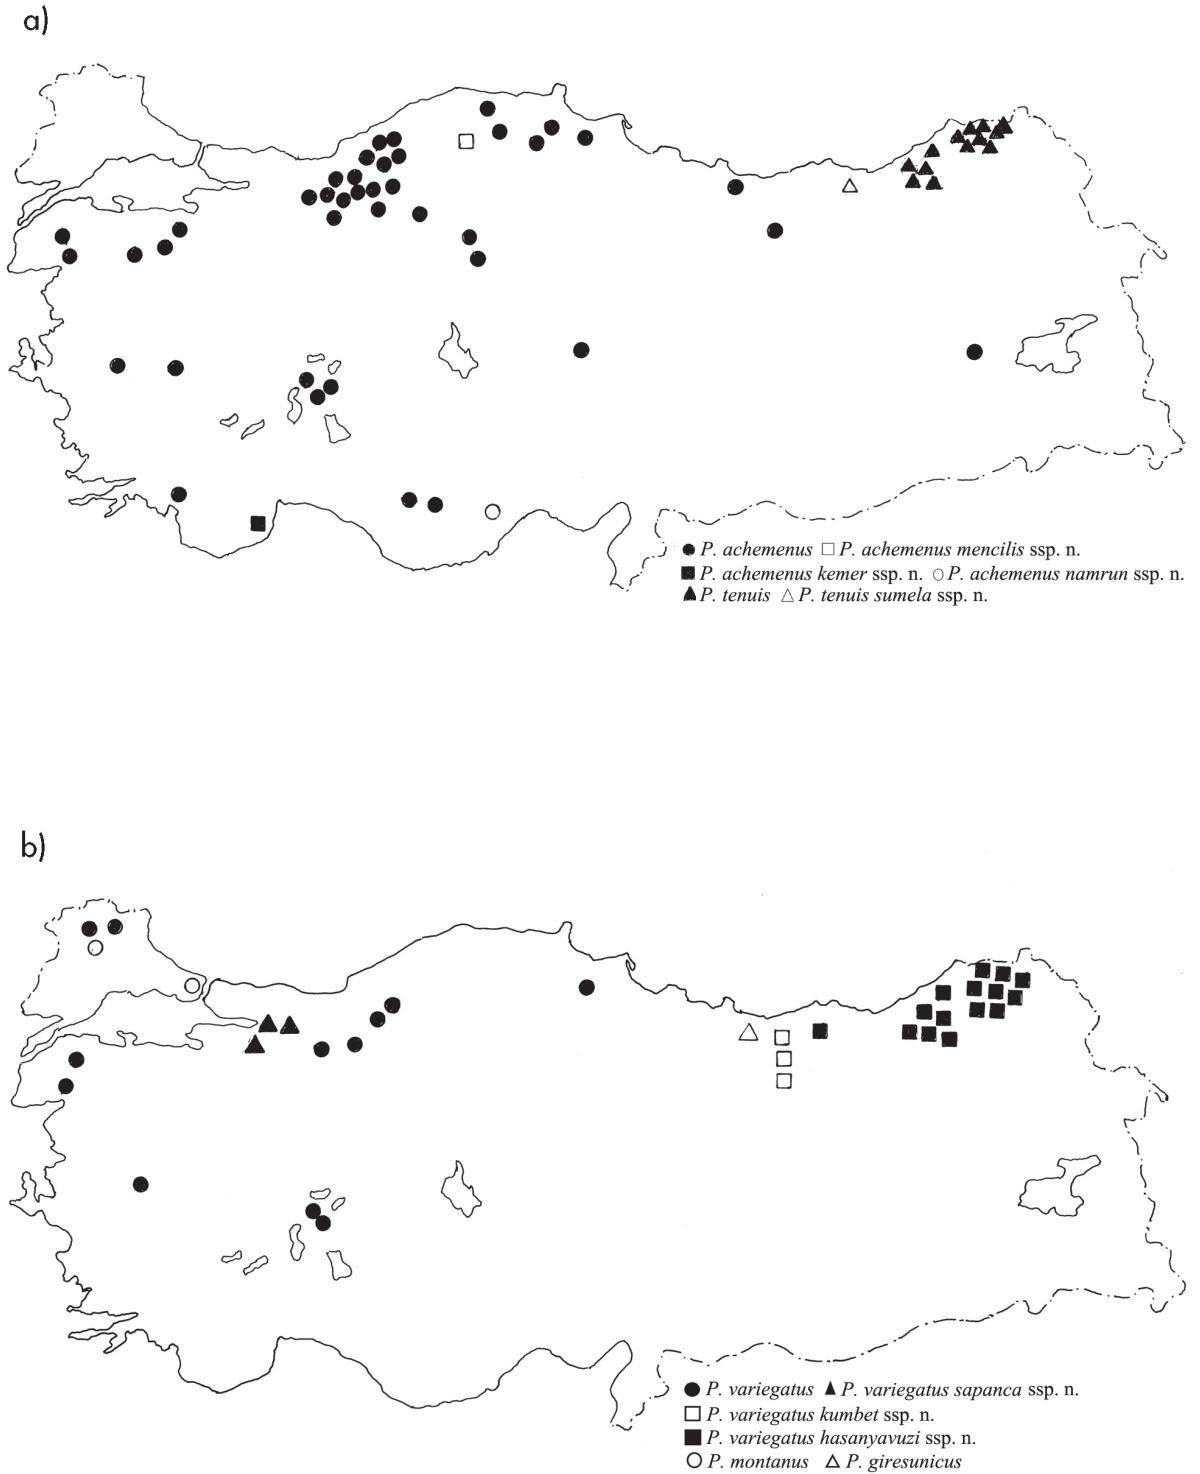 a)
P. achemenus P. achemenus mencilis ssp. n.
P. achemenus kemer ssp. n. P. achemenus namrun ssp. n.
P. tenuis P. tenuis sumela ssp. n.
b)
P. variegatus P. variegatus sapanca ssp. n.
P. variegatus kumbet ssp. n.
P. variegatus hasanyavuzi ssp. n.
P. montanus P. giresunicus